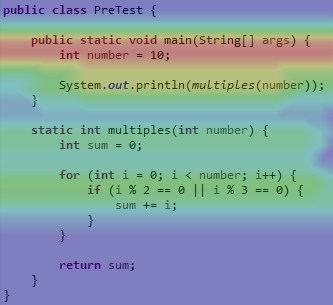 public class PreTest {
public static void main(String[] args) {
int number = 10;
System.out.println(multiples(number));
}
static int multiples(int number) {
int sum = 0;
for (int i = 0; i < number; i++) {
if (i % 2 == 0 || i % 3 == 0) {
sum += i;
}
}
return sum;
}
}